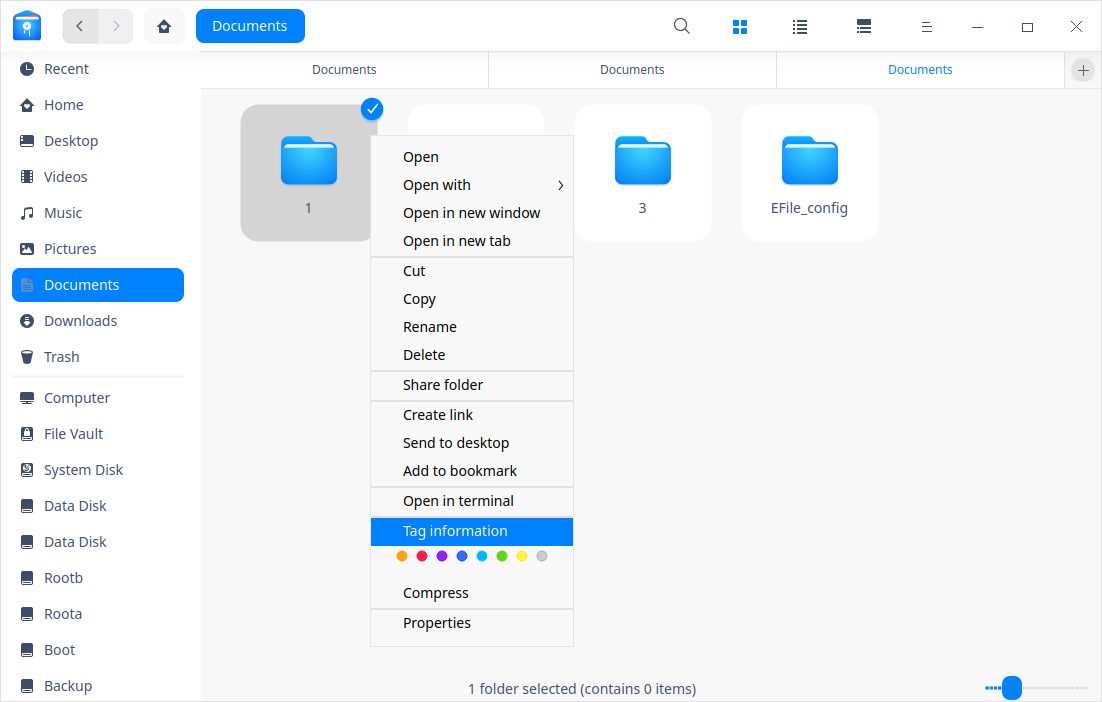 Documents
Recent
Home
Desktop
Videos
Music
Pictures
Documents
Downloads
Trash
Computer
File Vault
System Disk
Data Disk
Data Disk
Rootb
Roota
Boot
Backup
Documents
Documents
Documents
1
3
EFile_config
Open
Open with
Open in new window
Open in new tab
Cut
Copy
Rename
Delete
Share folder
Create link
Send to desktop
Add to bookmark
Open in terminal
Tag information
Compress
Properties
1 folder selected (contains 0 items)